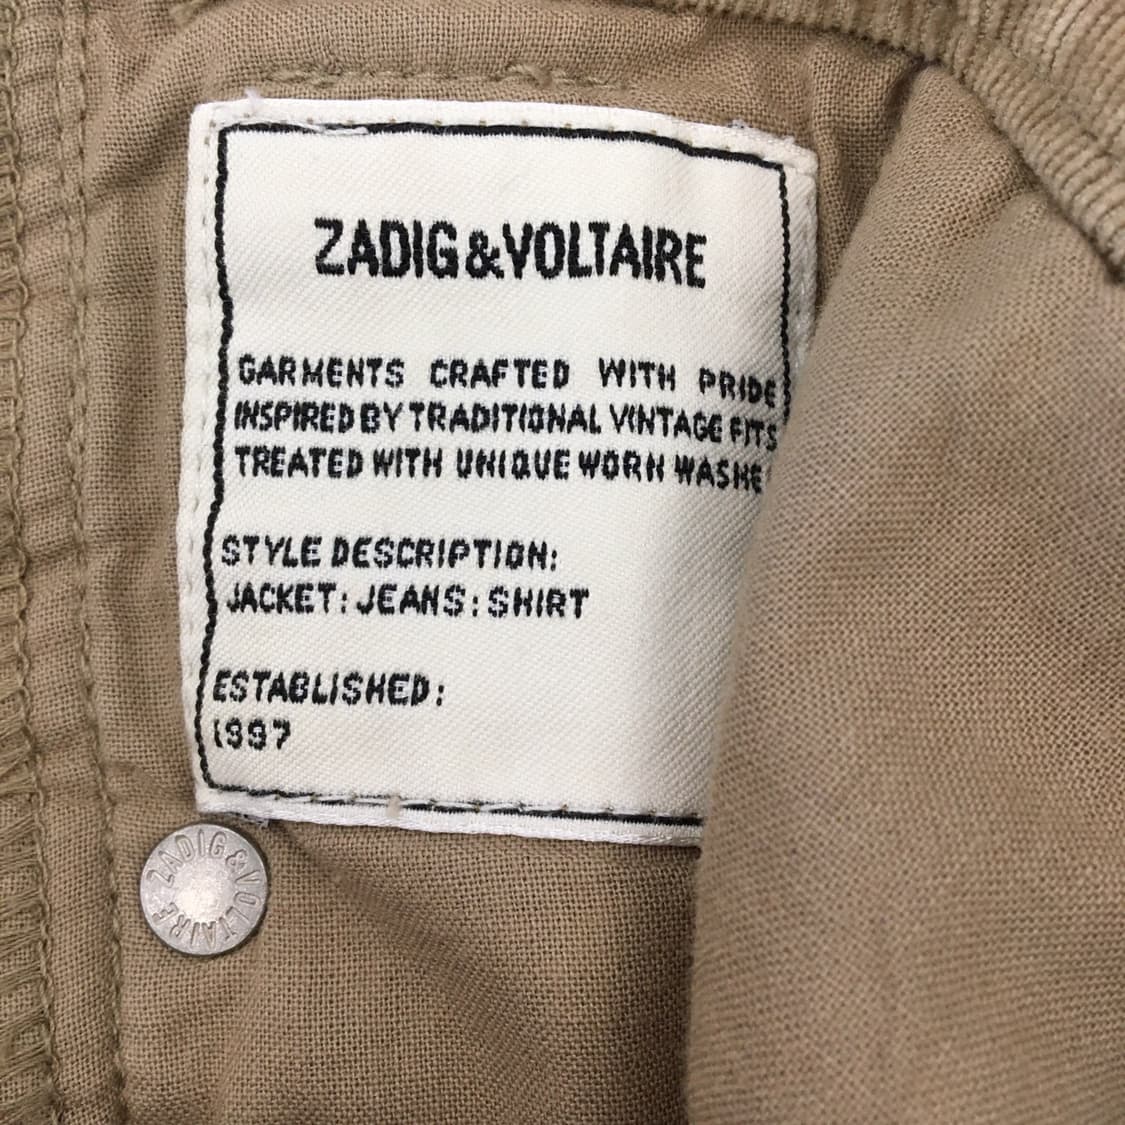 ZADIG&VOLTAIRE
GARMENTS CRAFTED WITH PRIDE
INSPIRED BY TRADITIONAL VINTAGE FITS
TREATED WITH UNIQUE WORN WASHE
STYLE DESCRIPTION:
JACKET: JEANS: SHIRT
ESTABLISHED:
1997
ZADIG&VOLTAIRE